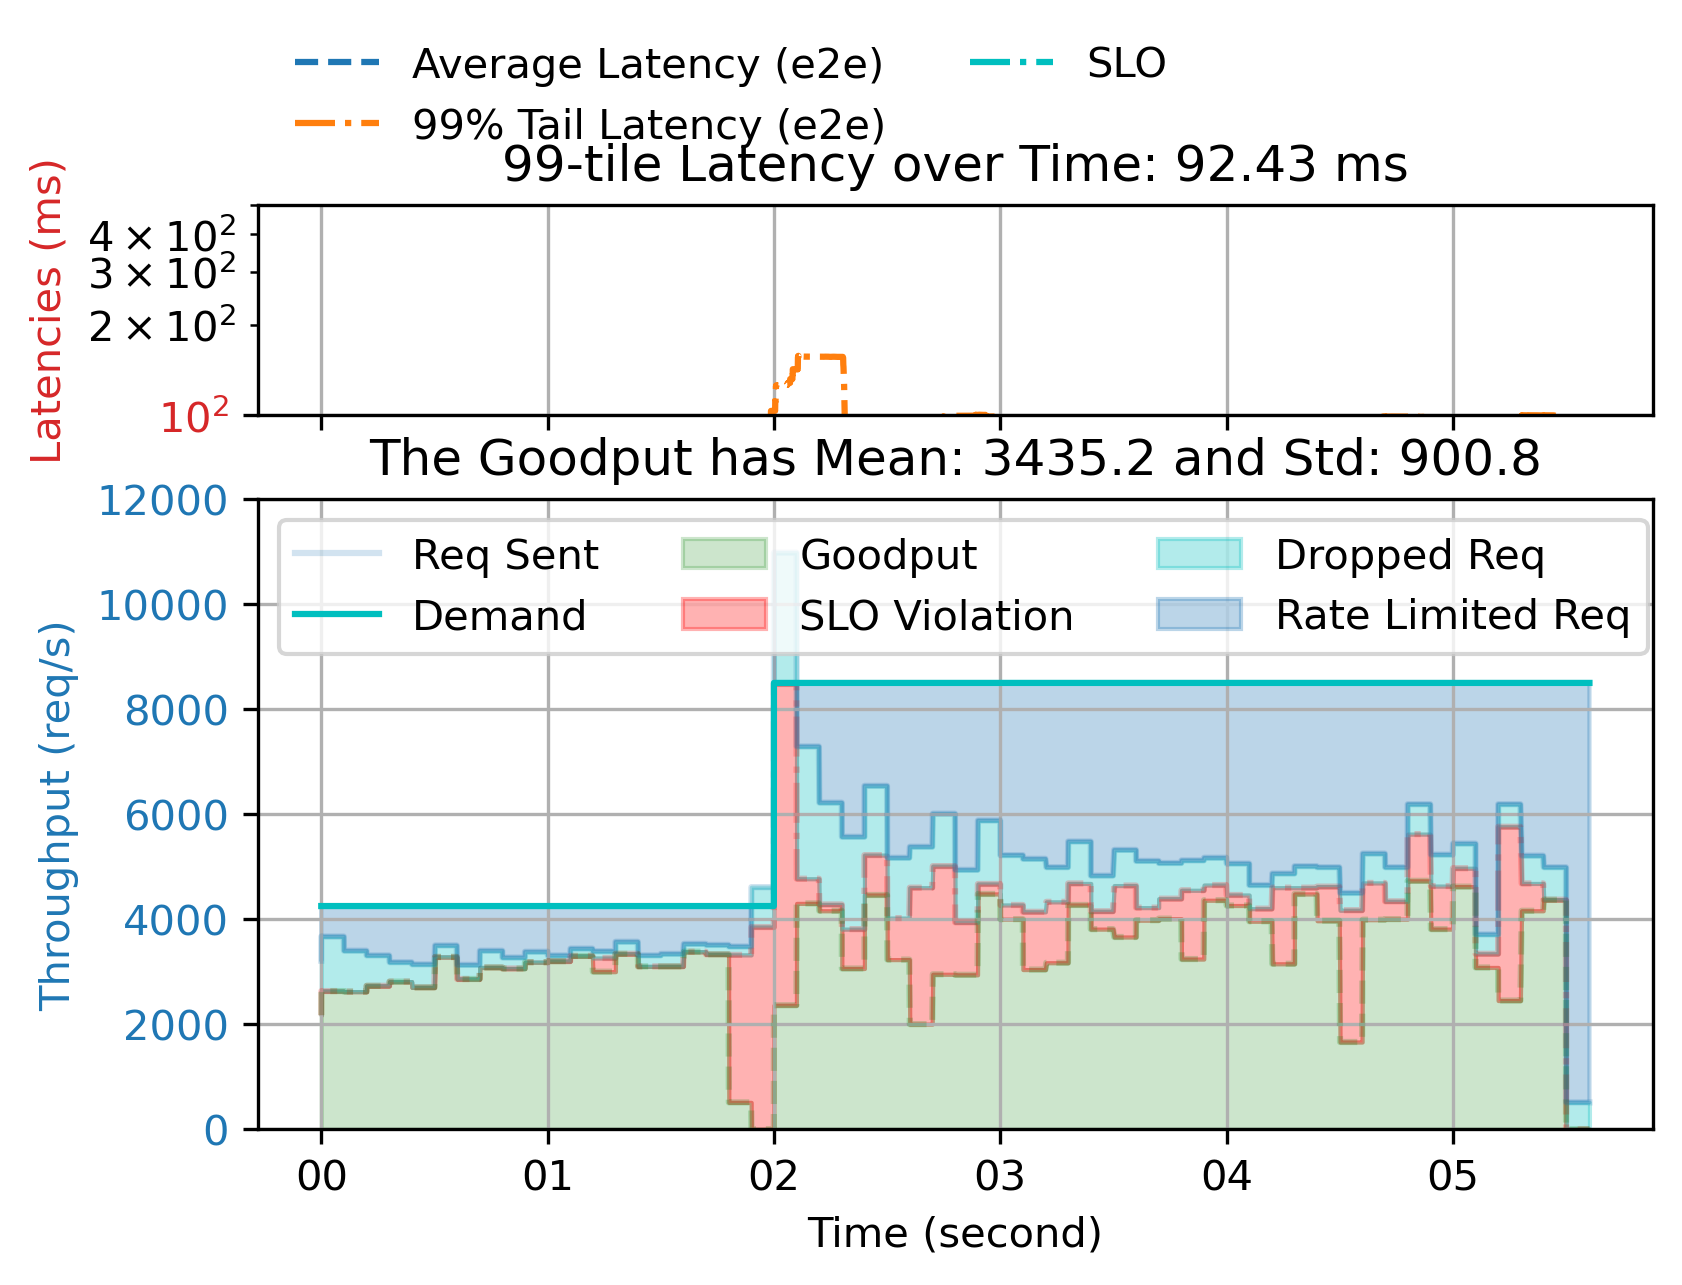 Average Latency (e2e)
SLO
99% Tail Latency (e2e)
99-tile Latency over Time: 92.43 ms
Latencies (ms)
4 × 10²
3 × 10²
2 × 10²
10²
The Goodput has Mean: 3435.2 and Std: 900.8
Throughput (req/s)
12000
10000
8000
6000
4000
2000
0
Req Sent
Goodput
Dropped Req
Demand
SLO Violation
Rate Limited Req
00 01 02 03 04 05
Time (second)